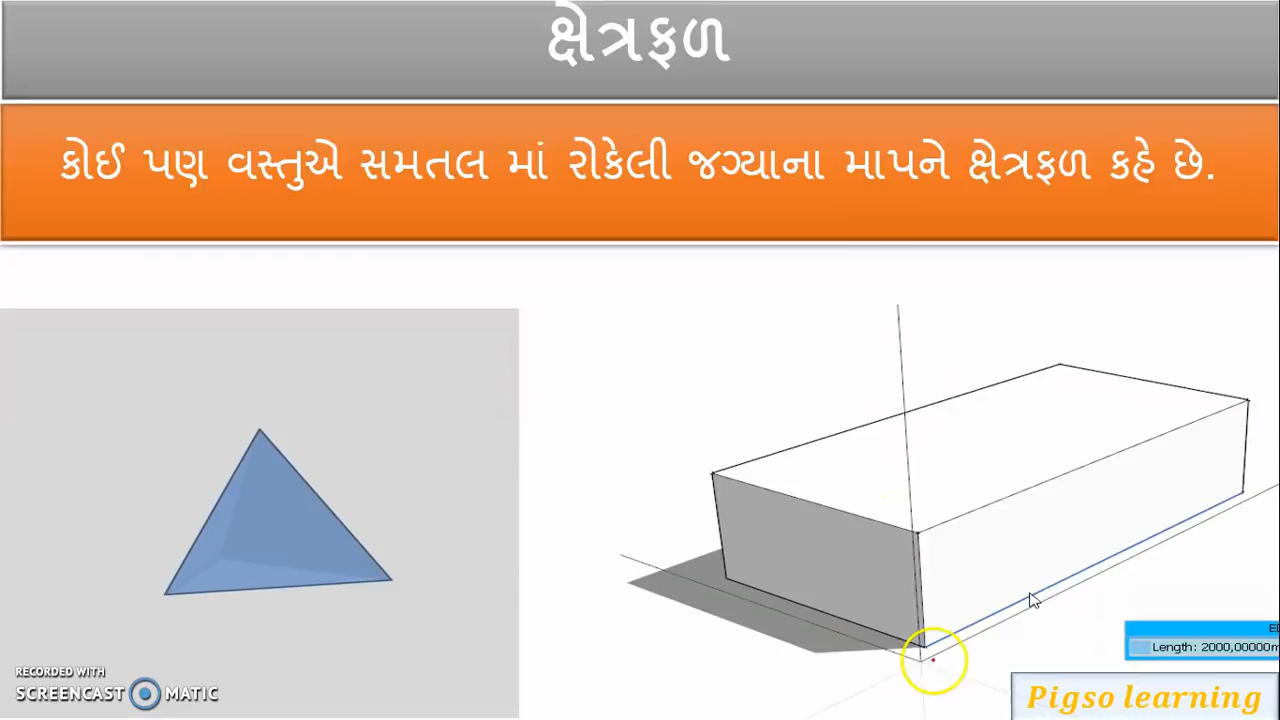 ક્ષેત્રફળ
કોઈ પણ વસ્તુએ સમતલ માં રોકેલી જગ્યાના માપને ક્ષેત્રફળ કહે છે.
Length: 2000,00000m
RECORDED WITH
SCREENCAST MATIC
Pigso learning